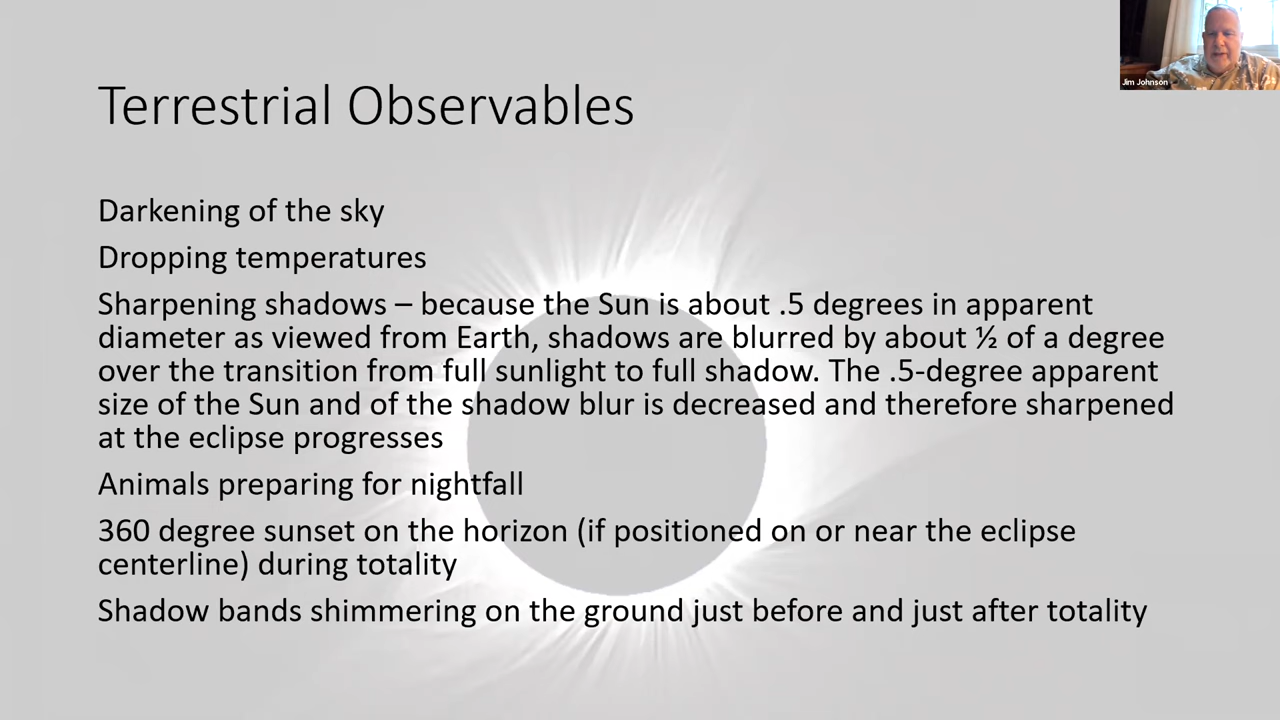 Jim Johnson
Terrestrial Observables
Darkening of the sky
Dropping temperatures
Sharpening shadows – because the Sun is about .5 degrees in apparent
diameter as viewed from Earth, shadows are blurred by about ½ of a degree
over the transition from full sunlight to full shadow. The .5-degree apparent
size of the Sun and of the shadow blur is decreased and therefore sharpened
at the eclipse progresses
Animals preparing for nightfall
360 degree sunset on the horizon (if positioned on or near the eclipse
centerline) during totality
Shadow bands shimmering on the ground just before and just after totality